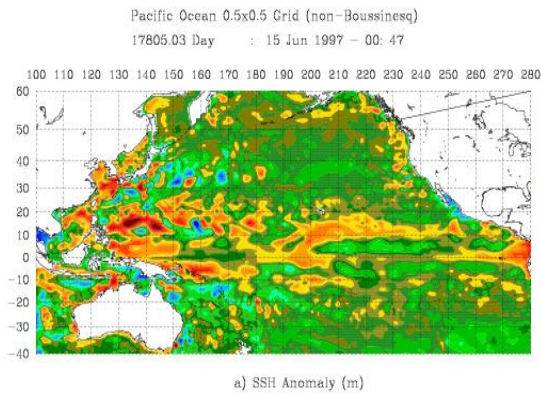 Pacific Ocean 0.5x0.5 Grid (non-Boussinesq)
17805.03 Day : 15 Jun 1997 - 00: 47
100 110 120 130 140 150 160 170 180 190 200 210 220 230 240 250 260 270 280
60
50
40
30
20
10
0
-10
-20
-30
-40
a) SSH Anomaly (m)